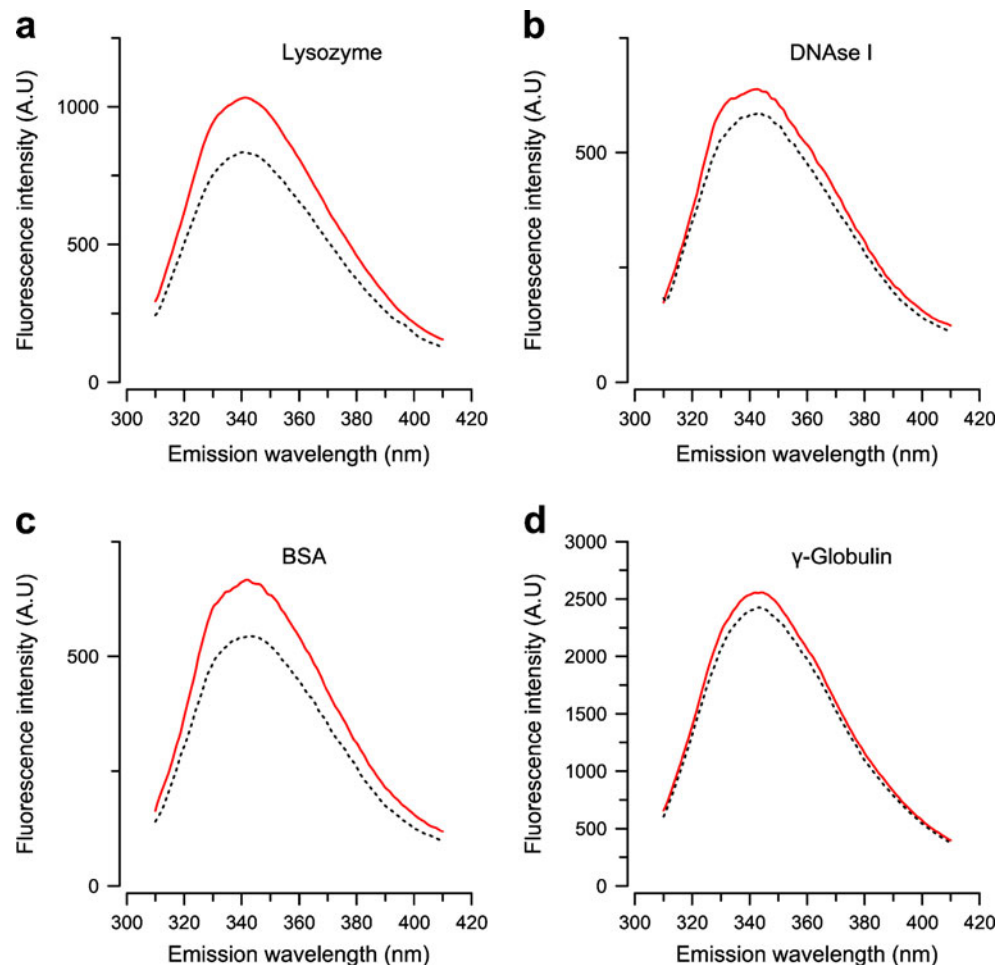 a
Lysozyme
Fluorescence intensity (A.U)
1000
500
0
300 320 340 360 380 400 420
Emission wavelength (nm)
b
DNAse I
Fluorescence intensity (A.U)
500
0
300 320 340 360 380 400 420
Emission wavelength (nm)
c
BSA
Fluorescence intensity (A.U)
500
0
300 320 340 360 380 400 420
Emission wavelength (nm)
d
γ-Globulin
Fluorescence intensity (A.U)
3000
2500
2000
1500
1000
500
0
300 320 340 360 380 400 420
Emission wavelength (nm)